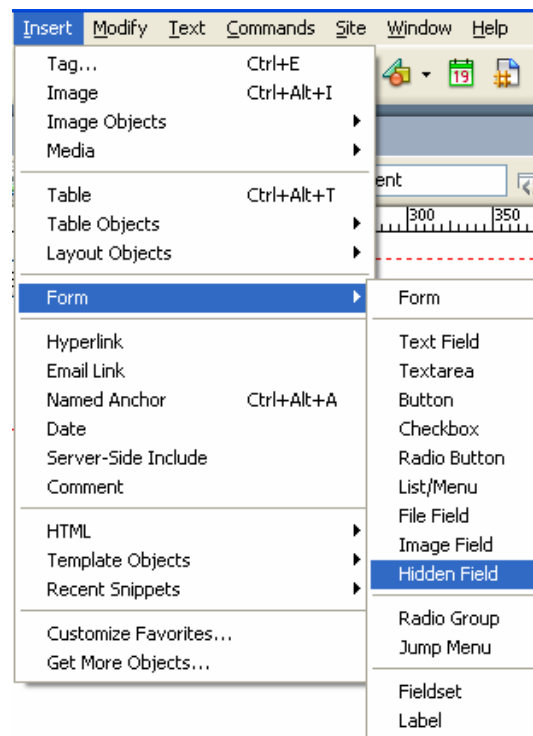 Insert Modify Text Commands Site Window Help
Tag... Ctrl+E
Image Ctrl+Alt+I
Image Objects
Media
Table Ctrl+Alt+T
Table Objects
Layout Objects
Form
Hyperlink
Email Link
Named Anchor Ctrl+Alt+A
Date
Server-Side Include
Comment
HTML
Template Objects
Recent Snippets
Customize Favorites...
Get More Objects...
19
ent
300 350
Form
Text Field
Textarea
Button
Checkbox
Radio Button
List/Menu
File Field
Image Field
Hidden Field
Radio Group
Jump Menu
Fieldset
Label